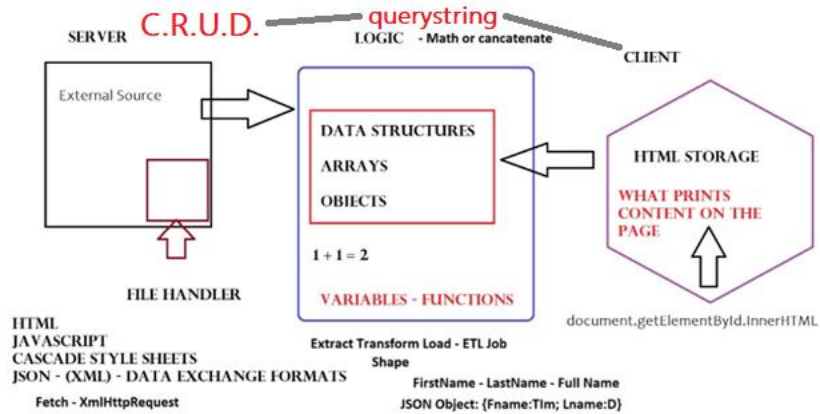 C.R.U.D.
querystring
SERVER
LOGIC - Math or cancatenate
CLIENT
External Source
DATA STRUCTURES
ARRAYS
OBJECTS
1 + 1 = 2
VARIABLES - FUNCTIONS
HTML STORAGE
WHAT PRINTS
CONTENT ON THE
PAGE
document.getElementById.InnerHTML
FILE HANDLER
HTML
JAVASCRIPT
CASCADE STYLE SHEETS
JSON - (XML) - DATA EXCHANGE FORMATS
Fetch - XmlHttpRequest
Extract Transform Load - ETL Job
Shape
FirstName - LastName - Full Name
JSON Object: {Fname:TIm; Lname:D}